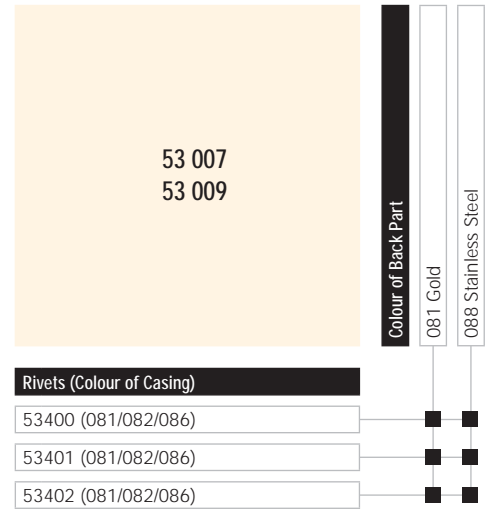 53 007
53 009
Colour of Back Part
081 Gold
088 Stainless Steel
Rivets (Colour of Casing)
53400 (081/082/086)
53401 (081/082/086)
53402 (081/082/086)